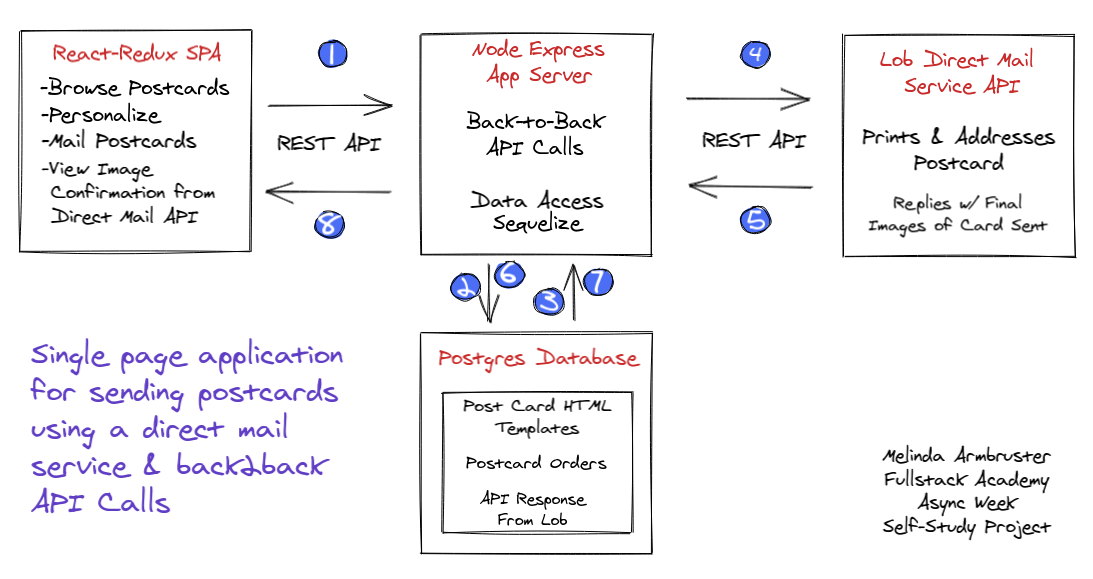 React-Redux SPA
-Browse Postcards
-Personalize
-Mail Postcards
-View Image
Confirmation from
Direct Mail API
1
REST API
8
Node Express
App Server
Back-to-Back
API Calls
Data Access
Sequelize
4
REST API
5
Lob Direct Mail
Service API
Prints & Addresses
Postcard
Replies w/ Final
Images of Card Sent
2
6
3
7
Postgres Database
Post Card HTML
Templates
Postcard Orders
API Response
From Lob
Single page application
for sending postcards
using a direct mail
service & back2back
API Calls
Melinda Armbruster
Fullstack Academy
Async Week
Self-Study Project